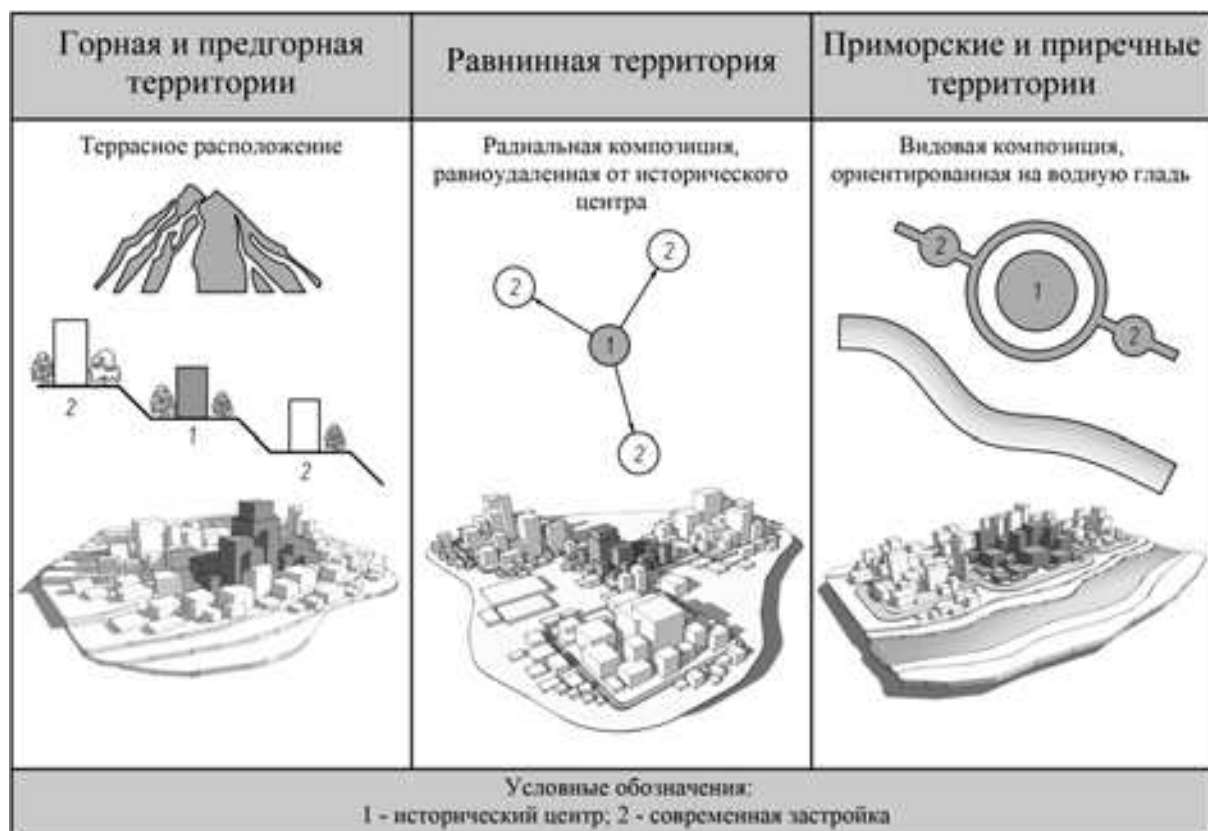 Горная и предгорная
территории
Равнинная территория
Приморские и приречные
территории
Террасное расположение
2
1
2
Радиальная композиция,
равноудаленная от исторического
центра
2
2
1
2
Видовая композиция,
ориентированная на водную гладь
2
1
2
Условные обозначения:
1 - исторический центр; 2 - современная застройка